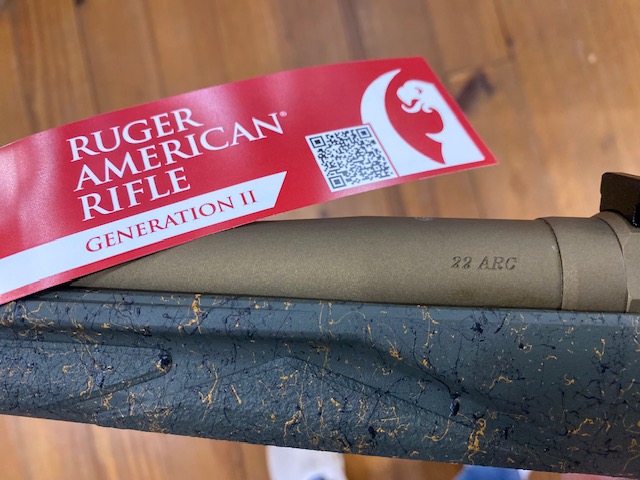 RUGER®
AMERICAN
RIFLE
GENERATION II
22 ARC